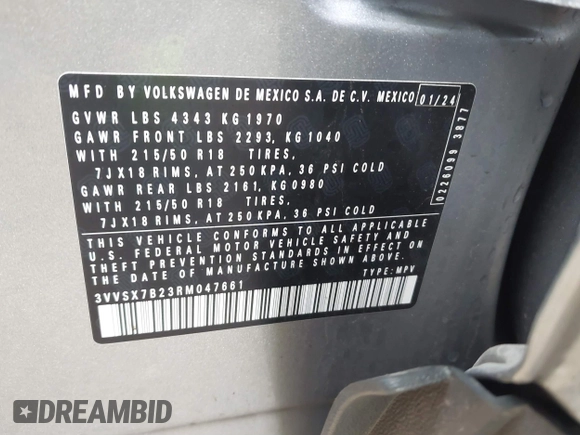 MFD BY VOLKSWAGEN DE MEXICO S.A. DE C.V. MEXICO 01/24
GVWR LBS 4343 KG1970
GAWR FRONT LBS 2293, KG1040
WITH 215/50 R18 TIRES,
7JX18 RIMS, AT 250 KPA, 36 PSI COLD
GAWR REAR LBS 2161, KG0980
WITH 215/50 R18 TIRES,
7JX18 RIMS, AT 250KPA, 36 PSI COLD
THIS VEHICLE CONFORMS TO ALL APPLICABLE
U.S. FEDERAL MOTOR VEHICLE SAFETY AND
THEFT PREVENTION STANDARDS IN EFFECT ON
THE DATE OF MANUFACTURE SHOWN ABOVE.
3VVSX7B23RM047661 TYPE: MPV
0226099 3877
DREAMBID